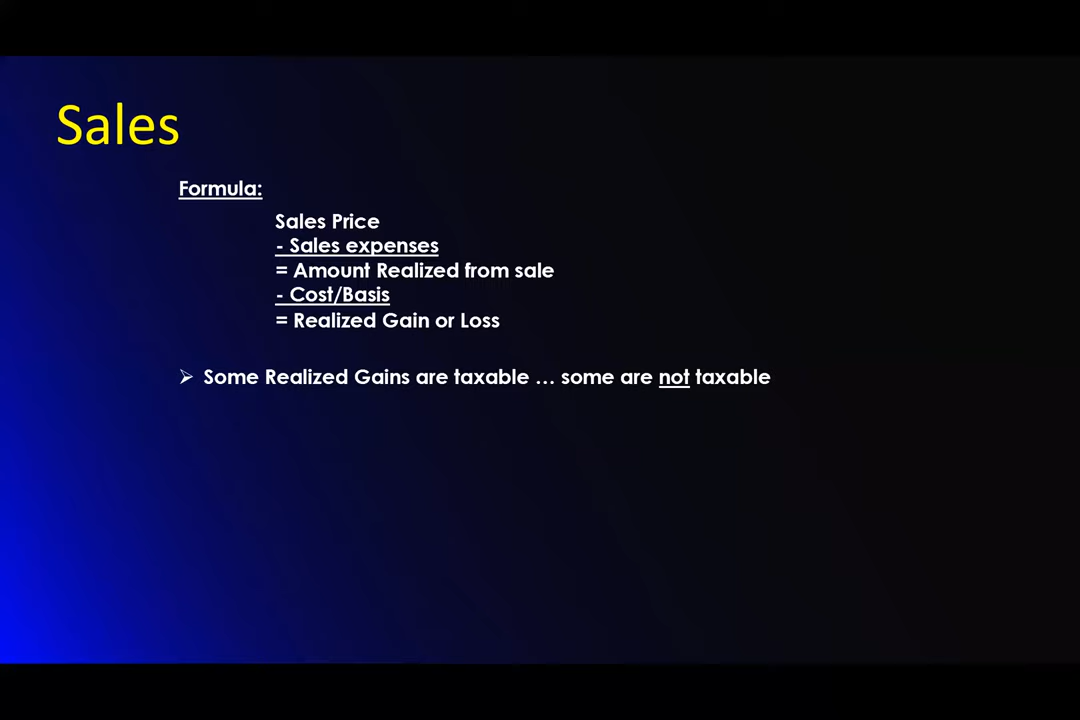 Sales
Formula:
Sales Price
- Sales expenses
= Amount Realized from sale
- Cost/Basis
= Realized Gain or Loss
➢ Some Realized Gains are taxable … some are not taxable